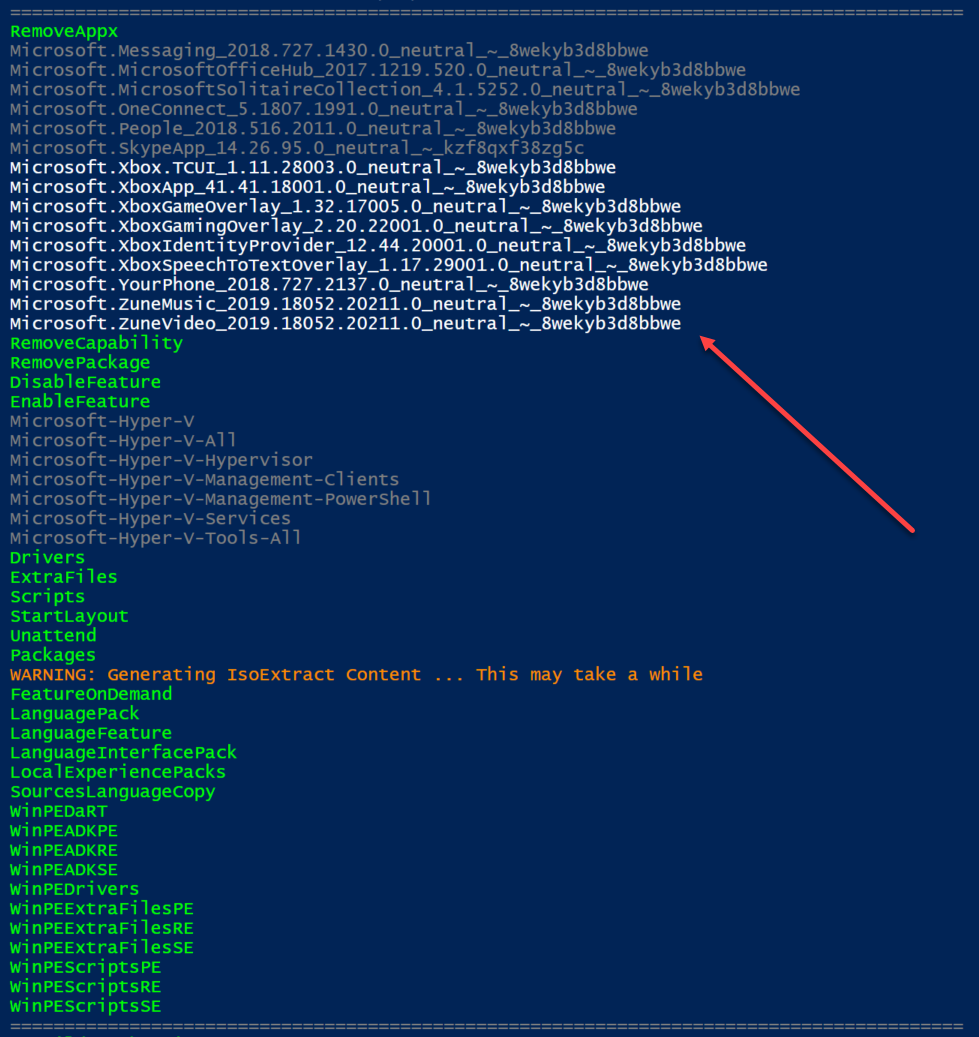 RemoveAppx
Microsoft.Messaging_2018.727.1430.0_neutral_~_8wekyb3d8bbwe
Microsoft.MicrosoftOfficeHub_2017.1219.520.0_neutral_~_8wekyb3d8bbwe
Microsoft.MicrosoftSolitaireCollection_4.1.5252.0_neutral_~_8wekyb3d8bbwe
Microsoft.OneConnect_5.1807.1991.0_neutral_~_8wekyb3d8bbwe
Microsoft.People_2018.516.2011.0_neutral_~_8wekyb3d8bbwe
Microsoft.SkypeApp_14.26.95.0_neutral_~_kzf8qxf38zg5c
Microsoft.Xbox.TCUI_1.11.28003.0_neutral_~_8wekyb3d8bbwe
Microsoft.XboxApp_41.41.18001.0_neutral_~_8wekyb3d8bbwe
Microsoft.XboxGameOverlay_1.32.17005.0_neutral_~_8wekyb3d8bbwe
Microsoft.XboxGamingOverlay_2.20.22001.0_neutral_~_8wekyb3d8bbwe
Microsoft.XboxIdentityProvider_12.44.20001.0_neutral_~_8wekyb3d8bbwe
Microsoft.XboxSpeechToTextOverlay_1.17.29001.0_neutral_~_8wekyb3d8bbwe
Microsoft.YourPhone_2018.727.2137.0_neutral_~_8wekyb3d8bbwe
Microsoft.ZuneMusic_2019.18052.20211.0_neutral_~_8wekyb3d8bbwe
Microsoft.ZuneVideo_2019.18052.20211.0_neutral_~_8wekyb3d8bbwe
RemoveCapability
RemovePackage
DisableFeature
EnableFeature
Microsoft-Hyper-V
Microsoft-Hyper-V-All
Microsoft-Hyper-V-Hypervisor
Microsoft-Hyper-V-Management-Clients
Microsoft-Hyper-V-Management-PowerShell
Microsoft-Hyper-V-Services
Microsoft-Hyper-V-Tools-All
Drivers
ExtraFiles
Scripts
StartLayout
Unattend
Packages
WARNING: Generating IsoExtract Content ... This may take a while
FeatureOnDemand
LanguagePack
LanguageFeature
LanguageInterfacePack
LocalExperiencePacks
SourcesLanguageCopy
WinPEDaRT
WinPEADKPE
WinPEADKRE
WinPEADKSE
WinPEDrivers
WinPEExtraFilesPE
WinPEExtraFilesRE
WinPEExtraFilesSE
WinPEScriptsPE
WinPEScriptsRE
WinPEScriptsSE